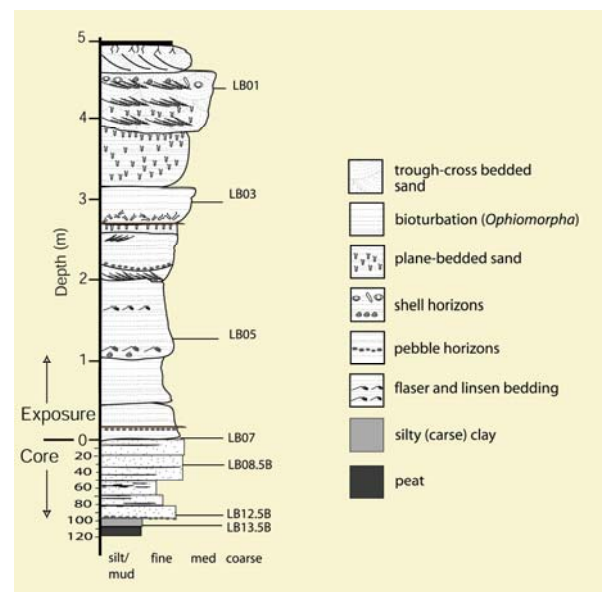 5
4
3
2
1
0
20
40
60
80
100
120
Depth (m)
Exposure
Core
LB01
LB03
LB05
LB07
LB08.5B
LB12.5B
LB13.5B
silt/
mud
fine
med
coarse
trough-cross bedded
sand
bioturbation (Ophiomorpha)
plane-bedded sand
shell horizons
pebble horizons
flaser and linsen bedding
silty (carse) clay
peat